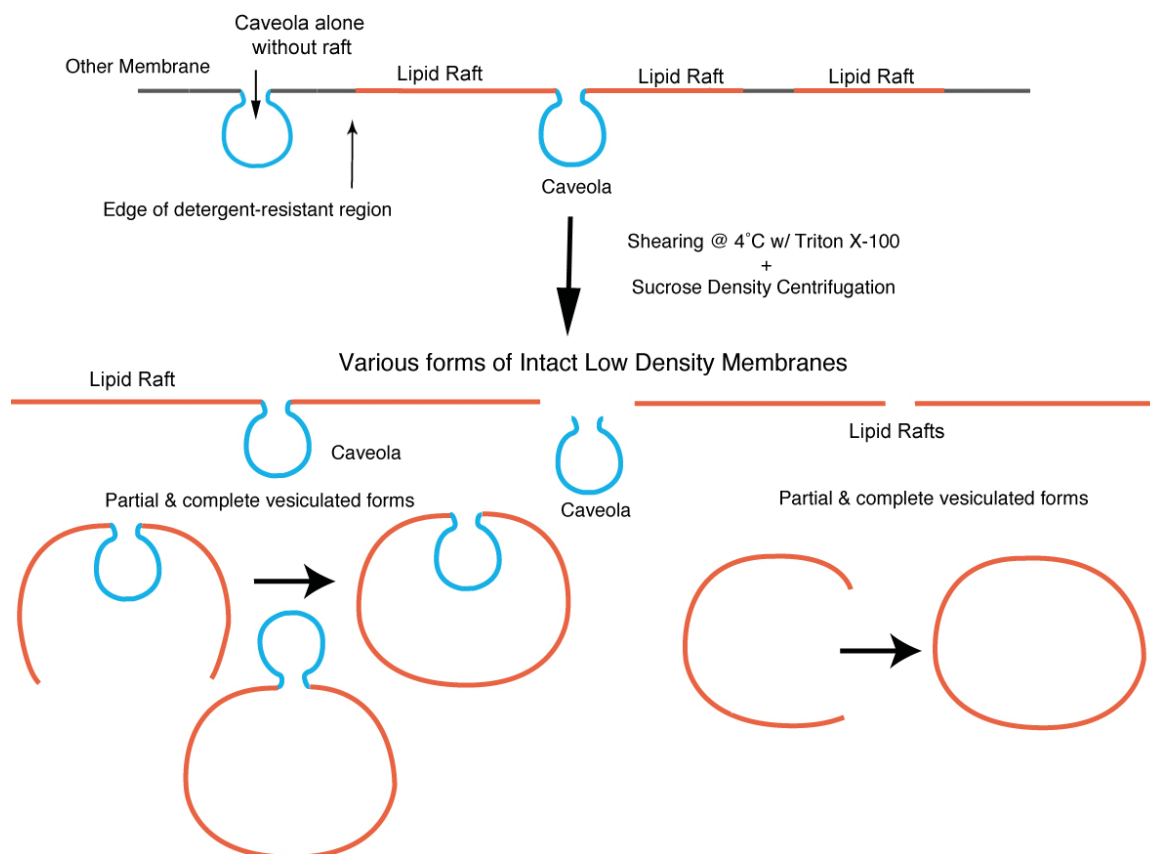 Caveola alone
without raft
Other Membrane
Lipid Raft
Lipid Raft
Lipid Raft
Caveola
Edge of detergent-resistant region
Shearing @ 4˚C w/ Triton X-100
+
Sucrose Density Centrifugation
Various forms of Intact Low Density Membranes
Lipid Raft
Caveola
Caveola
Lipid Rafts
Partial & complete vesiculated forms
Partial & complete vesiculated forms